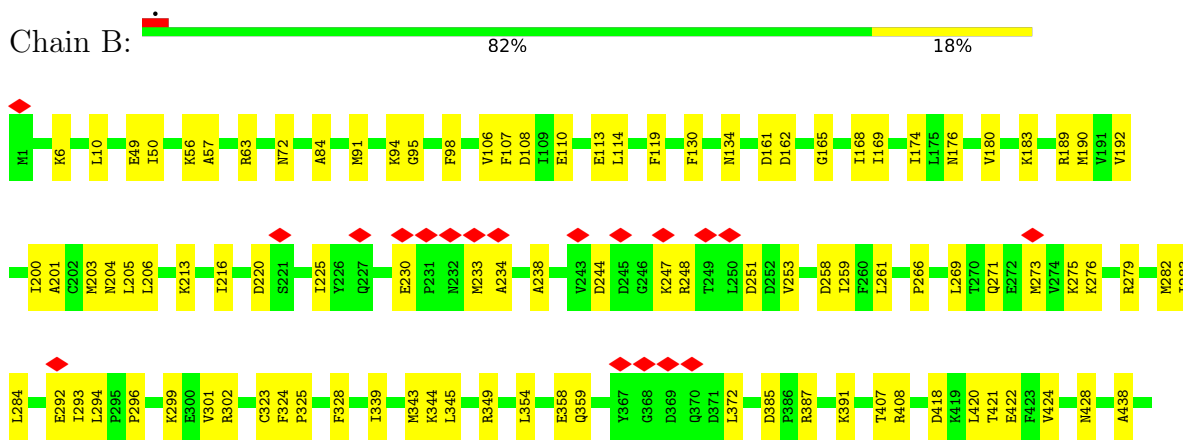 Chain B:
82%
18%
M1 K6 L10 E49 I50 K56 A57 R63 N72 A84 M91 K94 G95 F98 V106 F107 D108 I109 E110 E113 L114 F119 F130 N134 D161 D162 G165 I168 I169 I174 L175 N176 V180 K183 R189 M190 V191 V192
I200 A201 C202 M203 N204 L205 L206 K213 I216 D220 S221 I225 Y226 Q227 E230 P231 N232 M233 A234 A238 V243 D244 D245 G246 K247 R248 T249 L250 D251 D252 V253 D258 I259 F260 L261 P266 L269 T270 Q271 E272 M273 V274 K275 K276 R279 M282
L284 E292 I293 L294 P295 P296 K299 E300 V301 R302 C323 F324 P325 F328 I339 M343 K344 L345 R349 L354 E358 Q359 Y367 G368 D369 Q370 D371 L372 D385 P386 R387 K391 T407 R408 D418 K419 L420 T421 E422 F423 V424 N428 A438